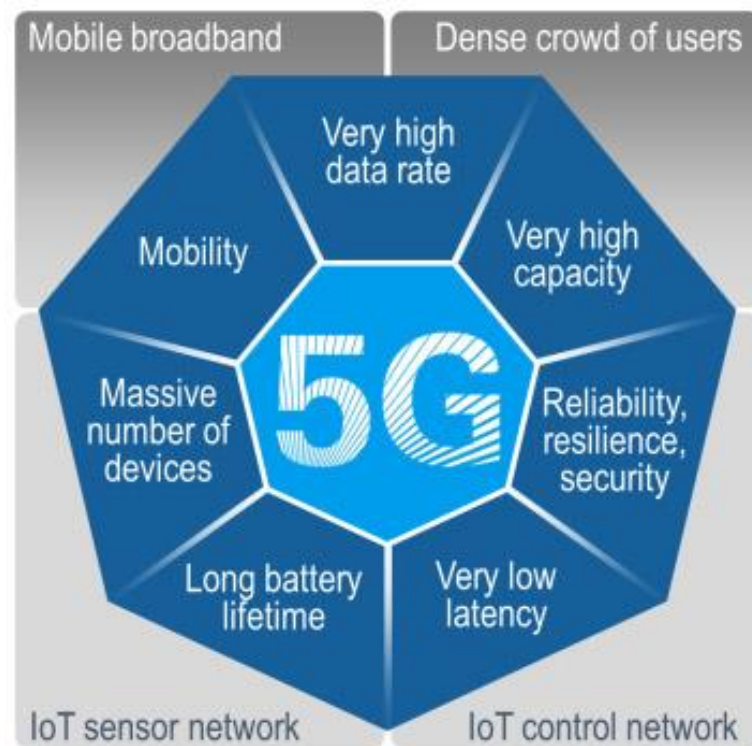 Mobile broadband
Dense crowd of users
Very high
data rate
Mobility
Very high
capacity
5G
Massive
number of
devices
Reliability,
resilience,
security
Long battery
lifetime
Very low
latency
IoT sensor network
IoT control network